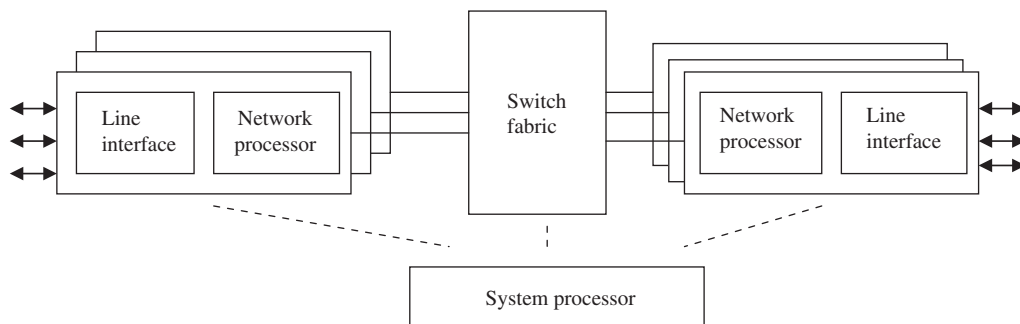 Line
interface
Network
processor
Switch
fabric
Network
processor
Line
interface
System processor